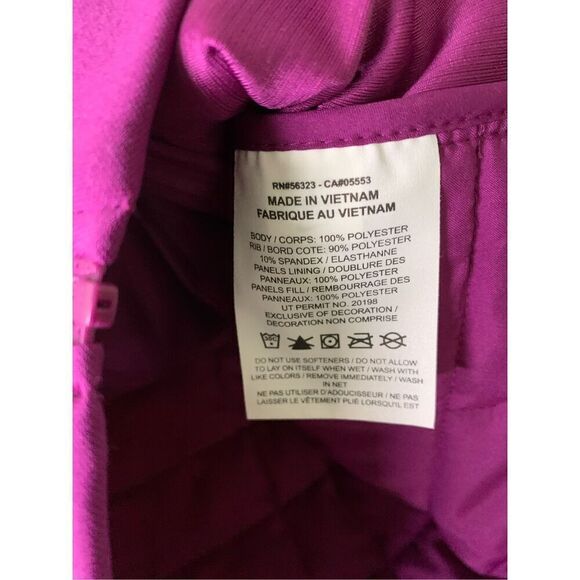 RN#56323 - CA#05553
MADE IN VIETNAM
FABRIQUE AU VIETNAM
BODY / CORPS: 100% POLYESTER
RIB / BORD COTE: 90% POLYESTER
10% SPANDEX / ELASTHANNE
PANELS LINING / DOUBLURE DES
PANNEAUX: 100% POLYESTER
PANELS FILL / REMBOURRAGE DES
PANNEAUX: 100% POLYESTER
UT PERMIT NO. 20198
EXCLUSIVE OF DECORATION /
DECORATION NON COMPRISE
DO NOT USE SOFTENERS / DO NOT ALLOW
TO LAY ON ITSELF WHEN WET / WASH WITH
LIKE COLORS / REMOVE IMMEDIATELY / WASH
IN NET
NE PAS UTILISER D'ADOUCISSEUR / NE PAS
LAISSER LE VÊTEMENT PLIÉ LORSQU'IL EST